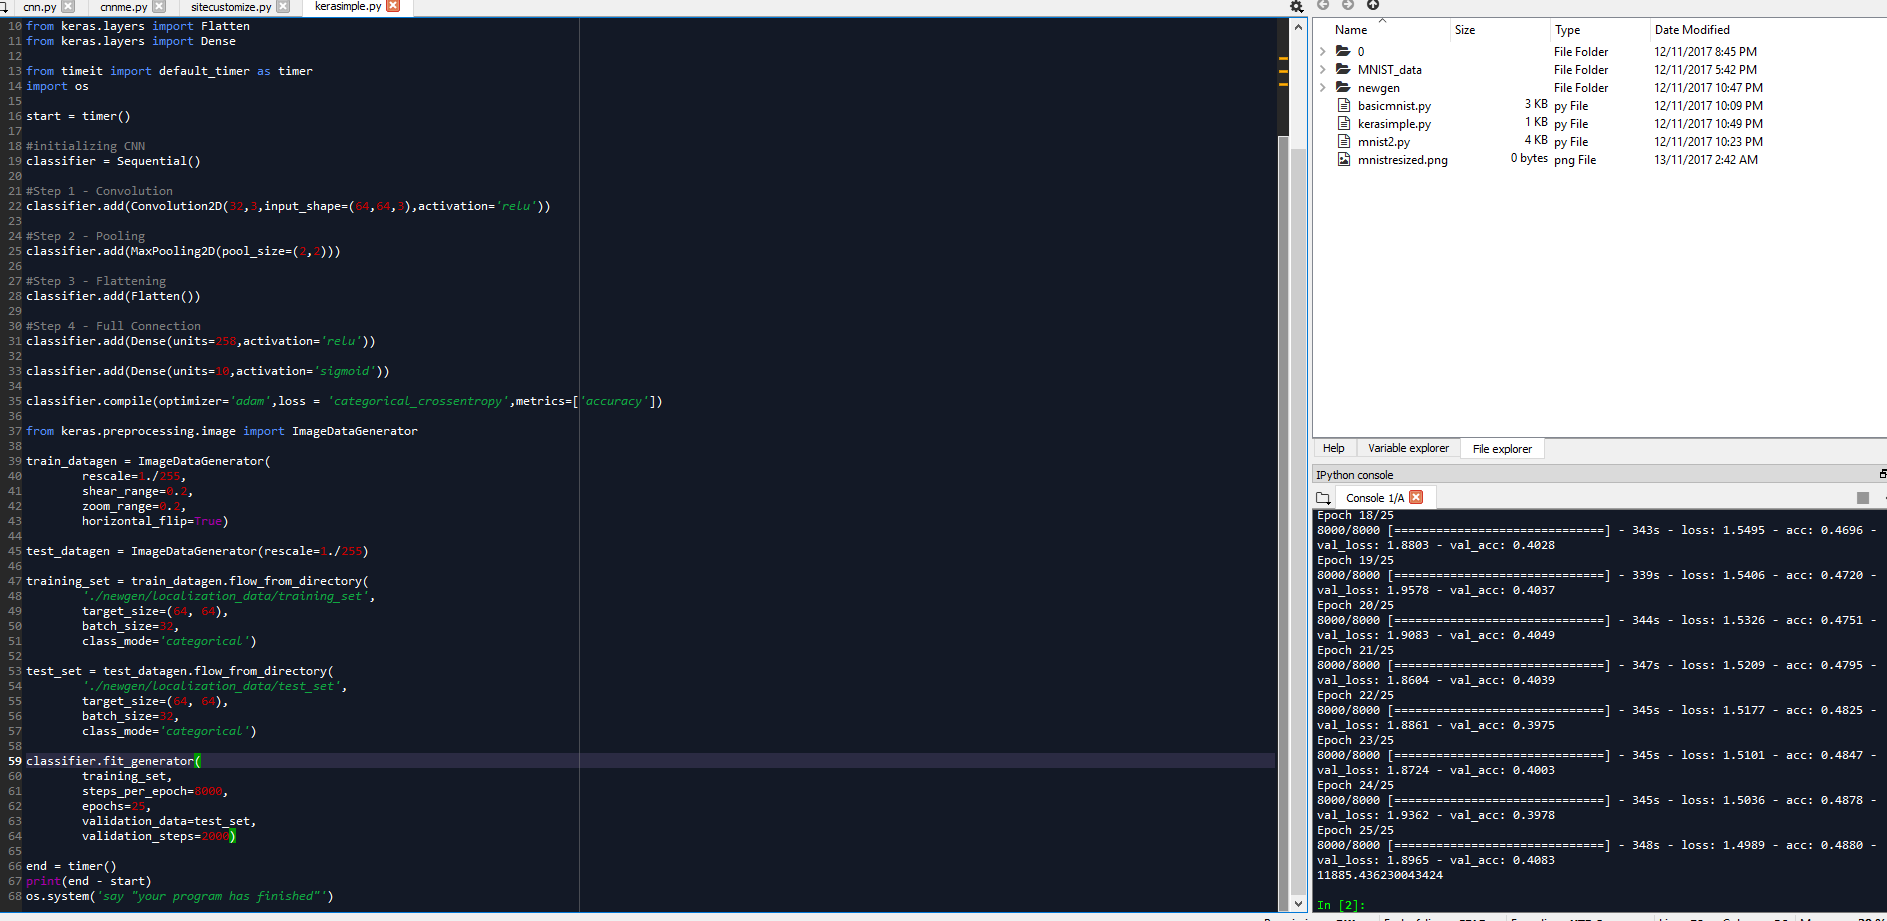 cnn.py
cnnme.py
sitecustomize.py
kerasimple.py
10 from keras.layers import Flatten
11 from keras.layers import Dense
12
13 from timeit import default_timer as timer
14 import os
15
16 start = timer()
17
18 #initializing CNN
19 classifier = Sequential()
20
21 #Step 1 - Convolution
22 classifier.add(Convolution2D(32,3,input_shape=(64,64,3),activation='relu'))
23
24 #Step 2 - Pooling
25 classifier.add(MaxPooling2D(pool_size=(2,2)))
26
27 #Step 3 - Flattening
28 classifier.add(Flatten())
29
30 #Step 4 - Full Connection
31 classifier.add(Dense(units=258,activation='relu'))
32
33 classifier.add(Dense(units=10,activation='sigmoid'))
34
35 classifier.compile(optimizer='adam',loss = 'categorical_crossentropy',metrics=['accuracy'])
36
37 from keras.preprocessing.image import ImageDataGenerator
38
39 train_datagen = ImageDataGenerator(
40         rescale=1./255,
41         shear_range=0.2,
42         zoom_range=0.2,
43         horizontal_flip=True)
44
45 test_datagen = ImageDataGenerator(rescale=1./255)
46
47 training_set = train_datagen.flow_from_directory(
48         './newgen/localization_data/training_set',
49         target_size=(64, 64),
50         batch_size=32,
51         class_mode='categorical')
52
53 test_set = test_datagen.flow_from_directory(
54         './newgen/localization_data/test_set',
55         target_size=(64, 64),
56         batch_size=32,
57         class_mode='categorical')
58
59 classifier.fit_generator(
60         training_set,
61         steps_per_epoch=8000,
62         epochs=25,
63         validation_data=test_set,
64         validation_steps=2000)
65
66 end = timer()
67 print(end - start)
68 os.system('say "your program has finished"')
Name Size Type Date Modified
0 File Folder 12/11/2017 8:45 PM
MNIST_data File Folder 12/11/2017 5:42 PM
newgen File Folder 12/11/2017 10:47 PM
basicmnist.py 3 KB py File 12/11/2017 10:09 PM
kerasimple.py 1 KB py File 12/11/2017 10:49 PM
mnist2.py 4 KB py File 12/11/2017 10:23 PM
mnistresized.png 0 bytes png File 13/11/2017 2:42 AM
Help Variable explorer File explorer
IPython console
Console 1/A
Epoch 18/25
8000/8000 [==============================] - 343s - loss: 1.5495 - acc: 0.4696 -
val_loss: 1.8803 - val_acc: 0.4028
Epoch 19/25
8000/8000 [==============================] - 339s - loss: 1.5406 - acc: 0.4720 -
val_loss: 1.9578 - val_acc: 0.4037
Epoch 20/25
8000/8000 [==============================] - 344s - loss: 1.5326 - acc: 0.4751 -
val_loss: 1.9083 - val_acc: 0.4049
Epoch 21/25
8000/8000 [==============================] - 347s - loss: 1.5209 - acc: 0.4795 -
val_loss: 1.8604 - val_acc: 0.4039
Epoch 22/25
8000/8000 [==============================] - 345s - loss: 1.5177 - acc: 0.4825 -
val_loss: 1.8861 - val_acc: 0.3975
Epoch 23/25
8000/8000 [==============================] - 345s - loss: 1.5101 - acc: 0.4847 -
val_loss: 1.8724 - val_acc: 0.4003
Epoch 24/25
8000/8000 [==============================] - 345s - loss: 1.5036 - acc: 0.4878 -
val_loss: 1.9362 - val_acc: 0.3978
Epoch 25/25
8000/8000 [==============================] - 348s - loss: 1.4989 - acc: 0.4880 -
val_loss: 1.8965 - val_acc: 0.4083
11885.436230043424
In [2]: